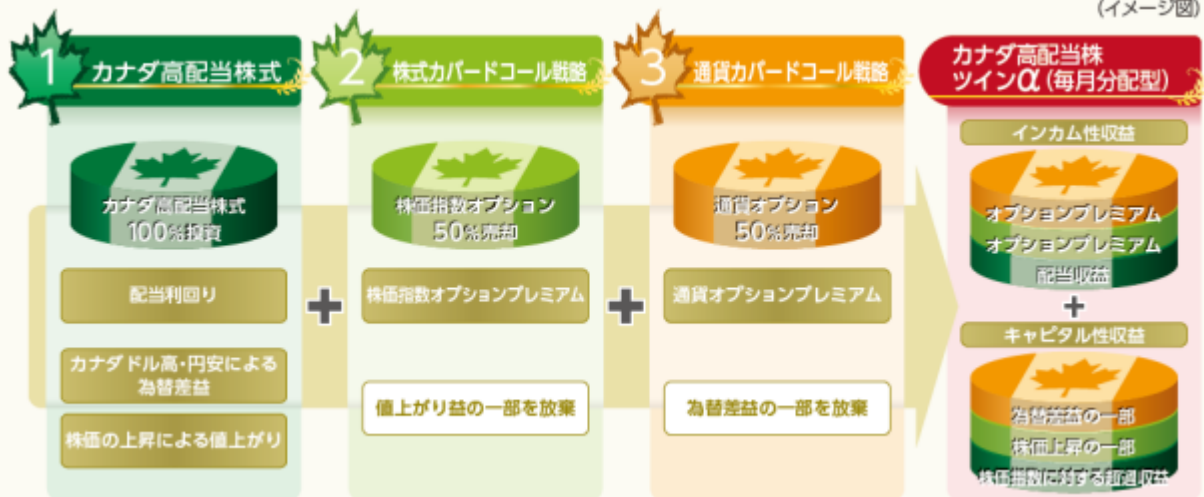 (イメージ図)
1
カナダ高配当株式
カナダ高配当株式
100%投資
配当利回り
カナダドル高・円安による
為替差益
株価の上昇による値上がり
+
2
株式カバードコール戦略
株価指数オプション
50%売却
株価指数オプションプレミアム
値上がり益の一部を放棄
+
3
通貨カバードコール戦略
通貨オプション
50%売却
通貨オプションプレミアム
為替差益の一部を放棄
カナダ高配当株
ツインα(毎月分配型)
インカム性収益
オプションプレミアム
オプションプレミアム
配当収益
+
キャピタル性収益
為替差益の一部
株価上昇の一部
株価指数に対する超過収益